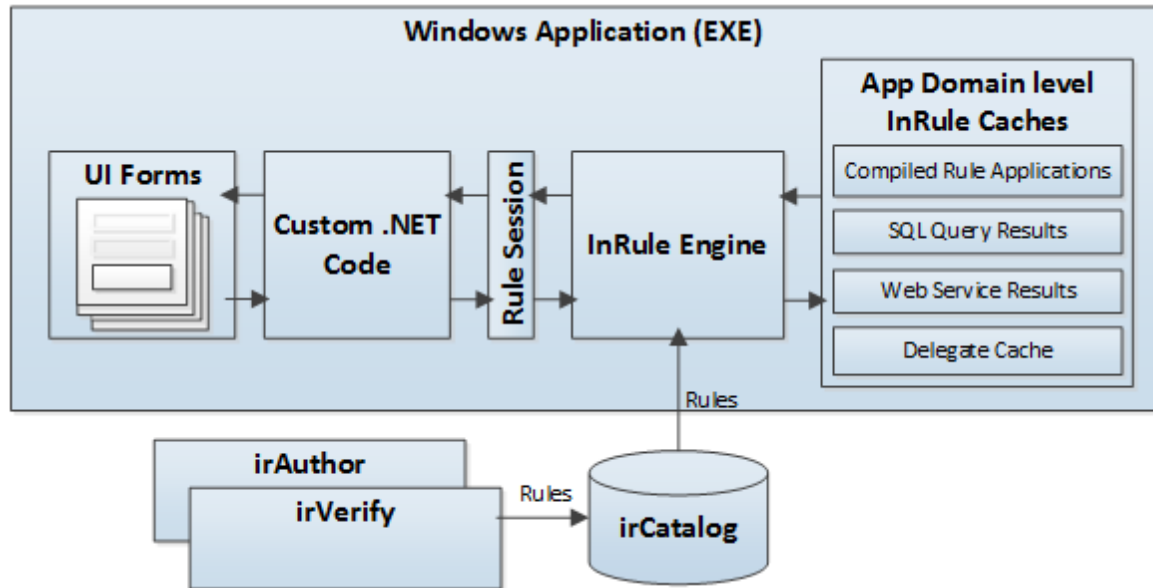 Windows Application (EXE)
App Domain level
InRule Caches
Compiled Rule Applications
SQL Query Results
Web Service Results
Delegate Cache
UI Forms
Custom .NET
Code
Rule Session
InRule Engine
Rules
irAuthor
irVerify
Rules
irCatalog